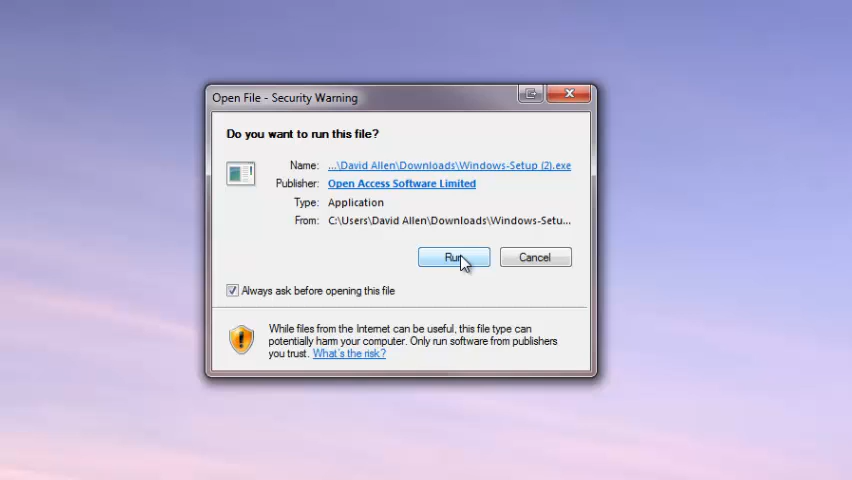 Open File - Security Warning
Do you want to run this file?
Name: ...\David Allen\Downloads\Windows-Setup (2).exe
Publisher: Open Access Software Limited
Type: Application
From: C:\Users\David Allen\Downloads\Windows-Setu...
Run Cancel
Always ask before opening this file
While files from the Internet can be useful, this file type can
potentially harm your computer. Only run software from publishers
you trust. What's the risk?